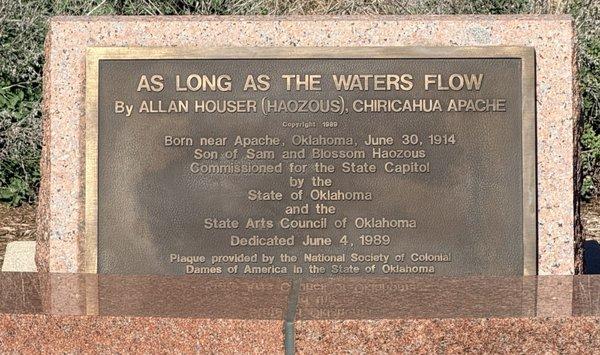 AS LONG AS THE WATERS FLOW
By ALLAN HOUSER (HAOZOUS), CHIRICAHUA APACHE
Copyright 1989
Born near Apache, Oklahoma, June 30, 1914
Son of Sam and Blossom Haozous
Commissioned for the State Capitol
by the
State of Oklahoma
and the
State Arts Council of Oklahoma
Dedicated June 4, 1989
Plaque provided by the National Society of Colonial
Dames of America in the State of Oklahoma